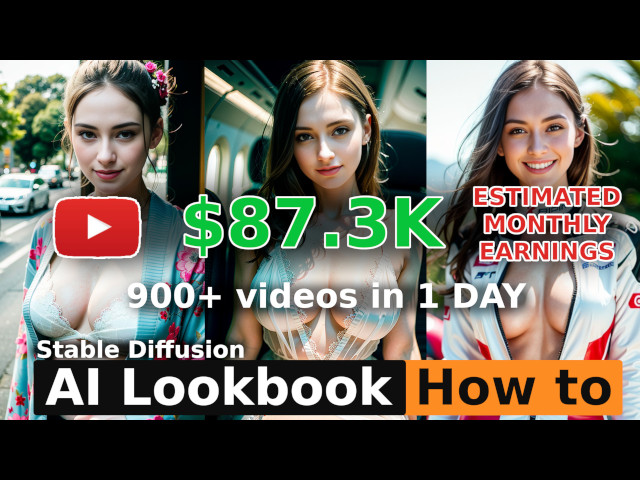 $87.3K
ESTIMATED
MONTHLY
EARNINGS
900+ videos in 1 DAY
Stable Diffusion
AI Lookbook How to